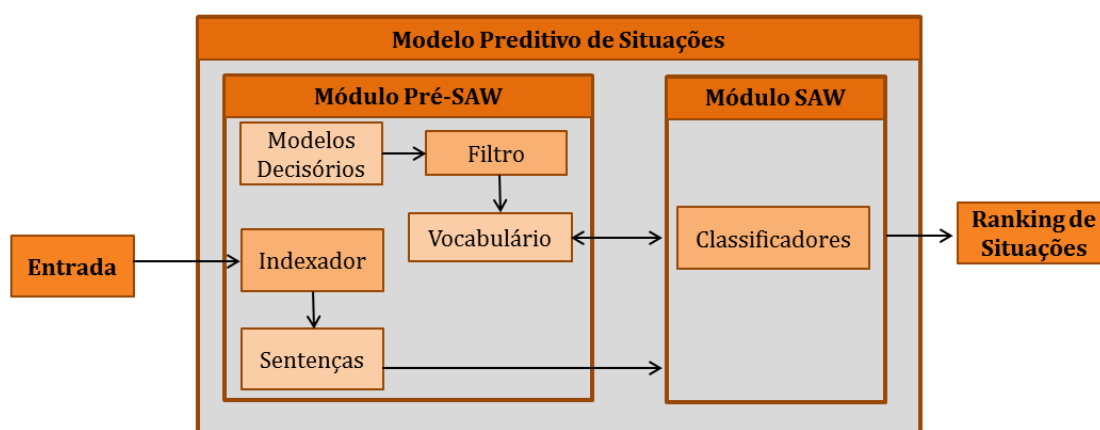 Modelo Preditivo de Situações
Módulo Pré-SAW
Módulo SAW
Modelos
Decisórios
Filtro
Vocabulário
Classificadores
Ranking de
Situações
Entrada
Indexador
Sentenças